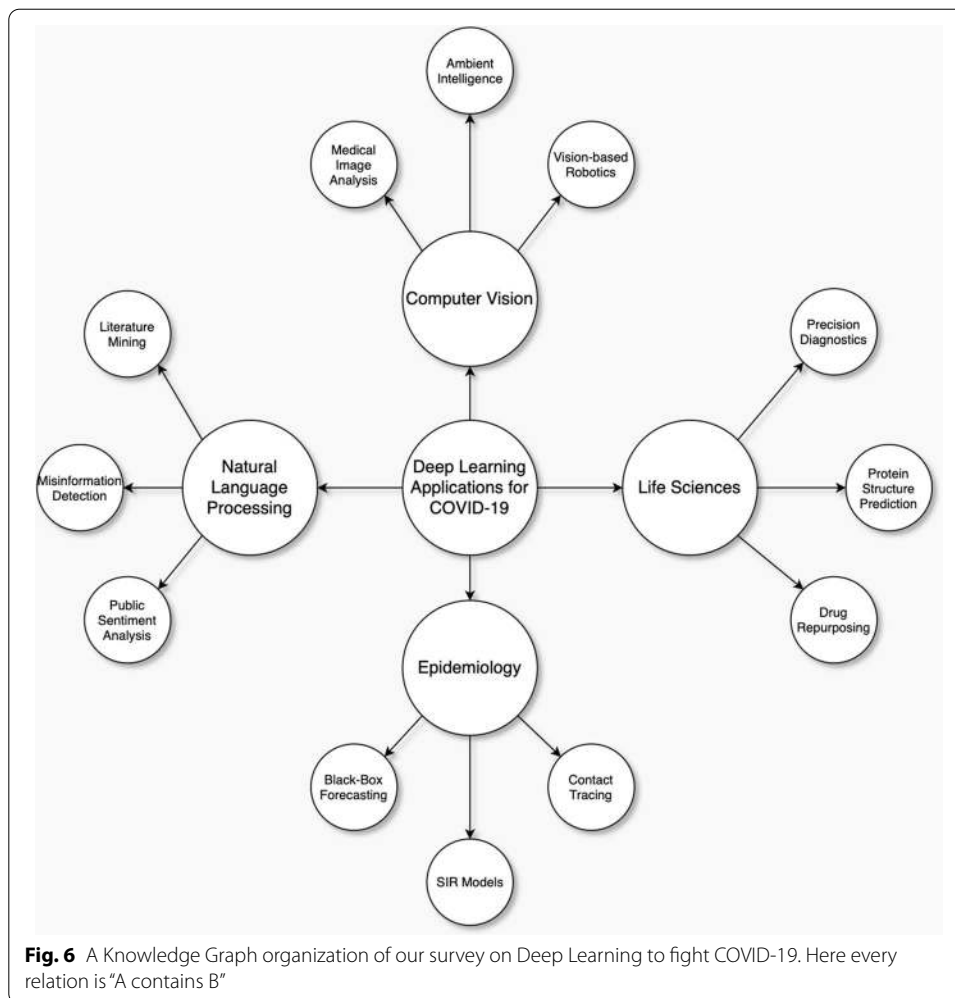 Ambient
Intelligence
Medical
Image
Analysis
Vision-based
Robotics
Computer Vision
Literature
Mining
Precision
Diagnostics
Natural
Language
Processing
Deep Learning
Applications for
COVID-19
Life Sciences
Misinformation
Detection
Protein
Structure
Prediction
Public
Sentiment
Analysis
Drug
Repurposing
Epidemiology
Black-Box
Forecasting
Contact
Tracing
SIR Models
Fig. 6 A Knowledge Graph organization of our survey on Deep Learning to fight COVID-19. Here every
relation is “A contains B”